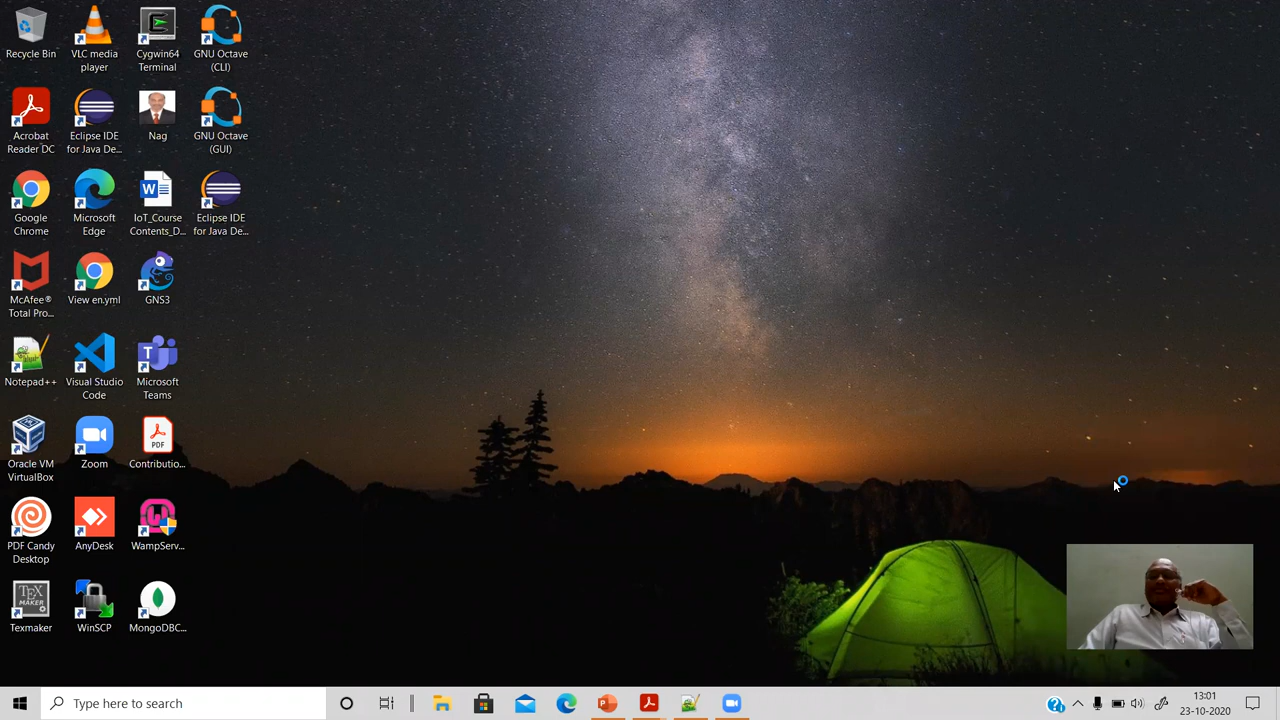 Recycle Bin
VLC media
player
Cygwin64
Terminal
GNU Octave
(CLI)
Acrobat
Reader DC
Eclipse IDE
for Java De...
Nag
GNU Octave
(GUI)
Google
Chrome
Microsoft
Edge
IoT_Course
Contents_D...
Eclipse IDE
for Java De...
McAfee®
Total Pro...
View en.yml
GNS3
Notepad++
Visual Studio
Code
Microsoft
Teams
Oracle VM
VirtualBox
Zoom
PDF
Contributio...
PDF Candy
Desktop
AnyDesk
WampServ...
TEX
MAKER
Texmaker
WinSCP
MongoDBC...
Type here to search
13:01
23-10-2020